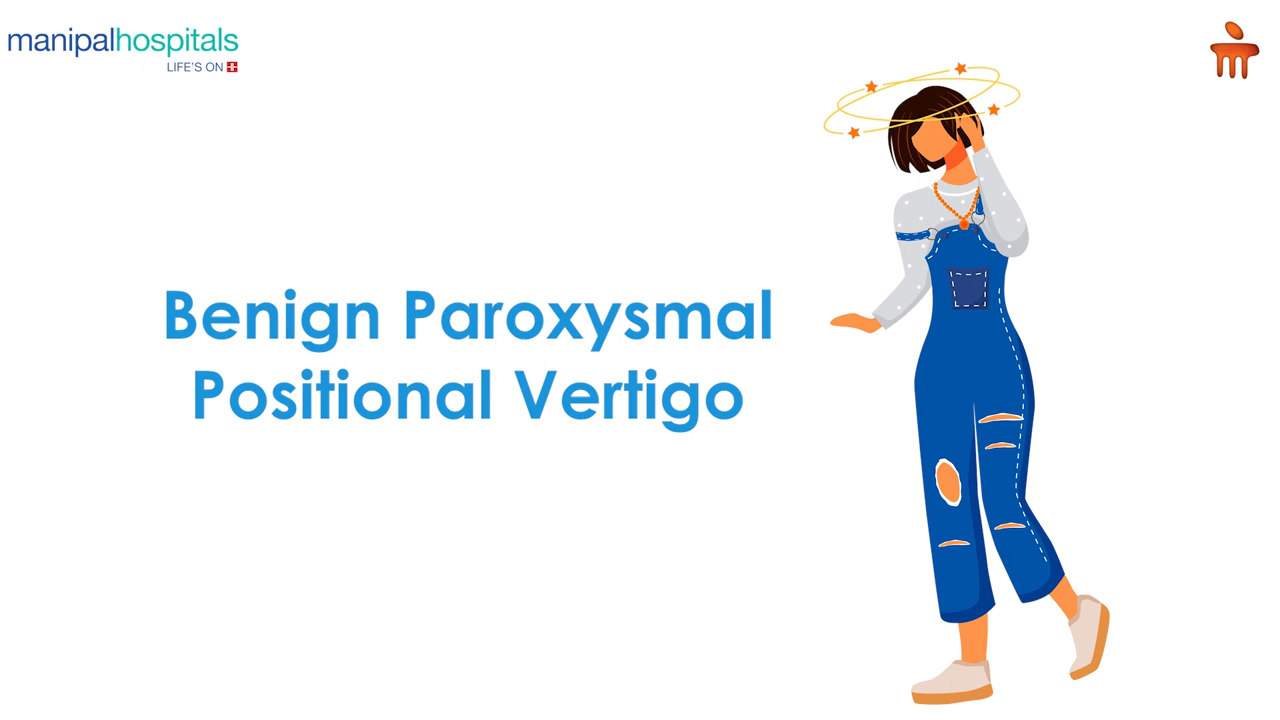 manipalhospitals
LIFE'S ON
Benign Paroxysmal
Positional Vertigo